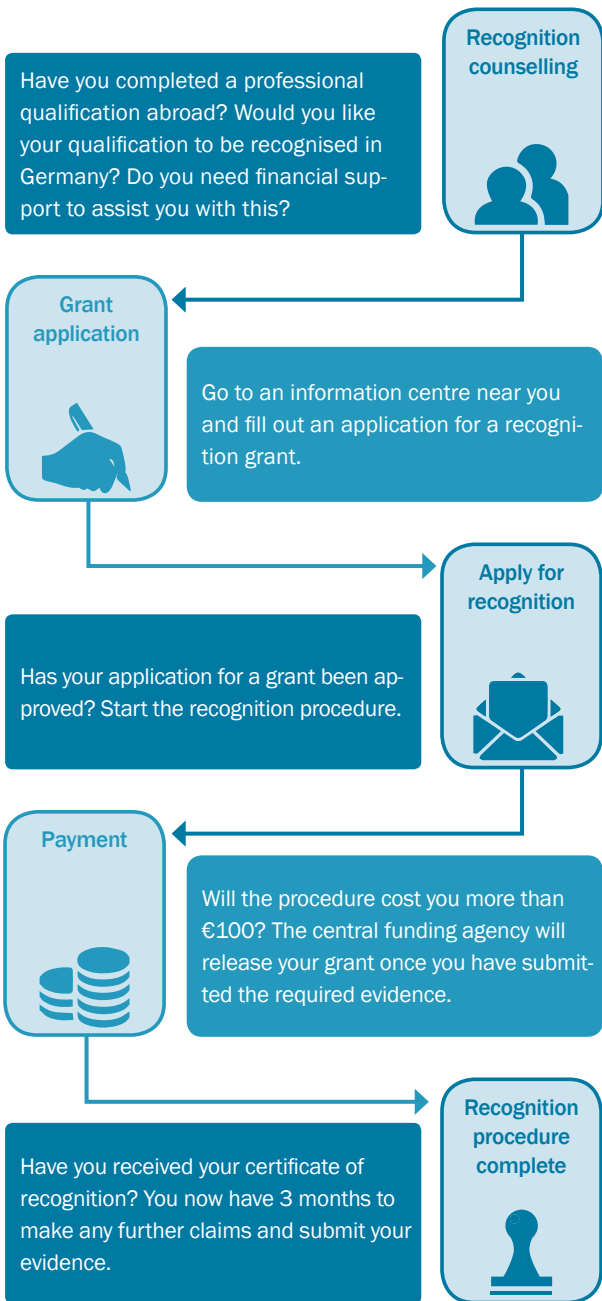 Recognition
counselling
Have you completed a professional
qualification abroad? Would you like
your qualification to be recognised in
Germany? Do you need financial sup-
port to assist you with this?
Grant
application
Go to an information centre near you
and fill out an application for a recogni-
tion grant.
Apply for
recognition
Has your application for a grant been ap-
proved? Start the recognition procedure.
Payment
Will the procedure cost you more than
€100? The central funding agency will
release your grant once you have submit-
ted the required evidence.
Recognition
procedure
complete
Have you received your certificate of
recognition? You now have 3 months to
make any further claims and submit your
evidence.